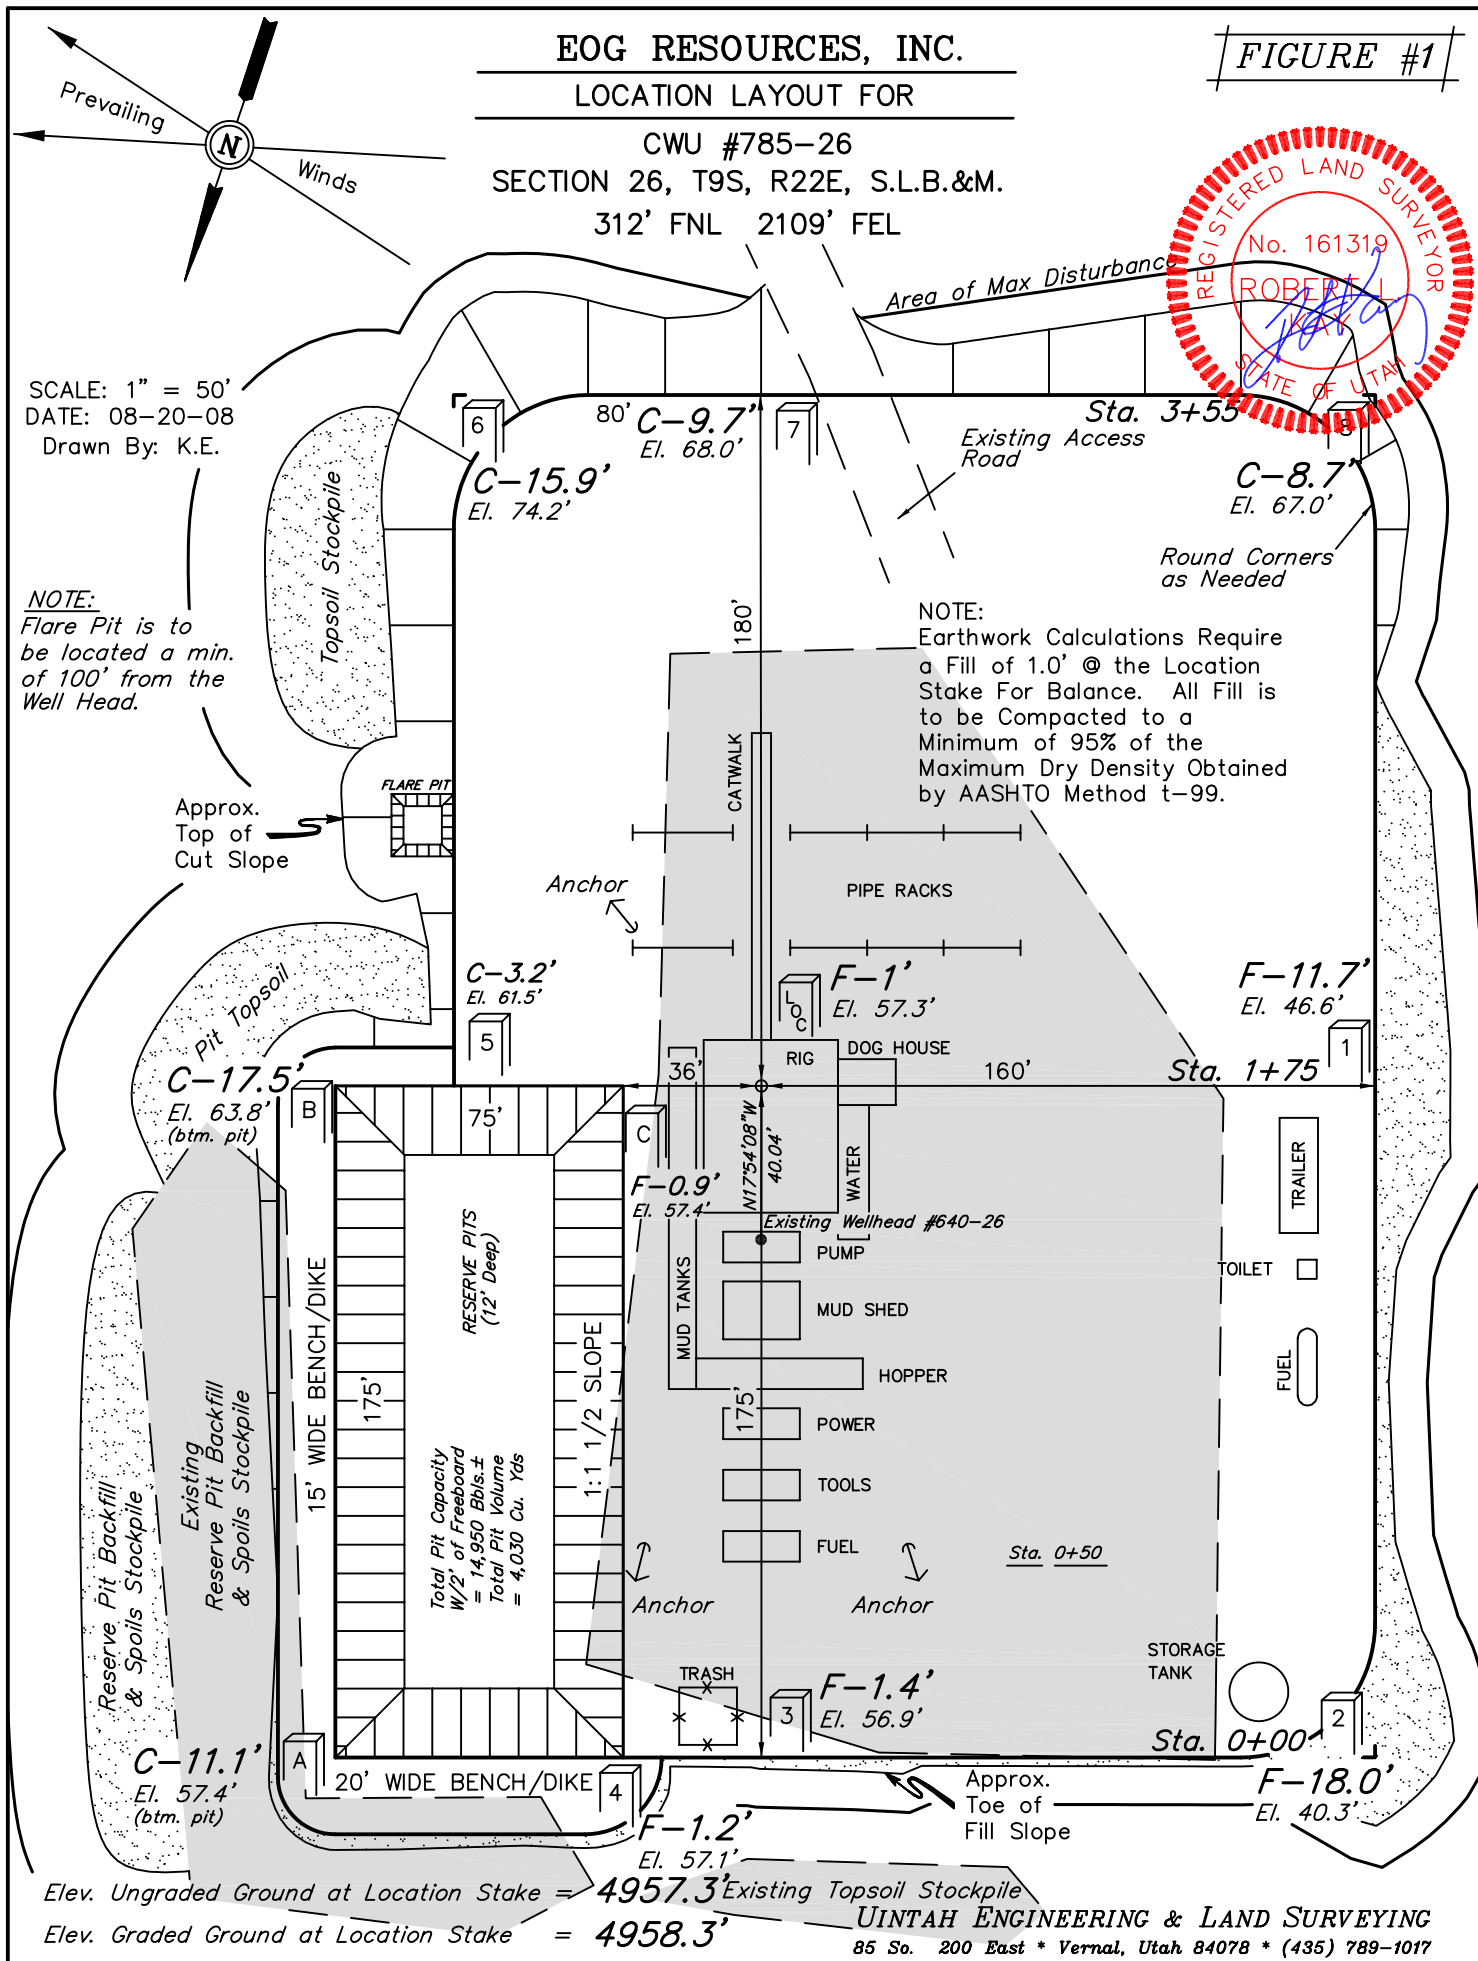 EOG RESOURCES, INC.
LOCATION LAYOUT FOR
CWU #785-26
SECTION 26, T9S, R22E, S.L.B.&M.
312' FNL 2109' FEL
FIGURE #1
Prevailing
N
Winds
REGISTERED LAND SURVEYOR
No. 161319
ROBERT L.
KAY
STATE OF UTAH
Area of Max Disturbance
SCALE: 1" = 50'
DATE: 08-20-08
Drawn By: K.E.
6
80'
C-9.7'
El. 68.0'
7
Sta. 3+55
8
Existing Access
Road
C-15.9'
El. 74.2'
C-8.7'
El. 67.0'
Round Corners
as Needed
Topsoil Stockpile
NOTE:
Flare Pit is to
be located a min.
of 100' from the
Well Head.
180'
NOTE:
Earthwork Calculations Require
a Fill of 1.0' @ the Location
Stake For Balance. All Fill is
to be Compacted to a
Minimum of 95% of the
Maximum Dry Density Obtained
by AASHTO Method t-99.
CATWALK
FLARE PIT
Approx.
Top of
Cut Slope
Anchor
PIPE RACKS
Pit Topsoil
C-3.2'
El. 61.5'
5
LOC
F-1'
El. 57.3'
F-11.7'
El. 46.6'
1
RIG
DOG HOUSE
36'
160'
Sta. 1+75
C-17.5'
El. 63.8'
(btm. pit)
B
75'
C
N17°54'08"W
40.04'
F-0.9'
El. 57.4'
WATER
TRAILER
Existing Wellhead #640-26
PUMP
TOILET
RESERVE PITS
(12' Deep)
MUD TANKS
MUD SHED
15' WIDE BENCH/DIKE
1:1 1/2 SLOPE
HOPPER
FUEL
175'
175'
POWER
Existing
Reserve Pit Backfill
& Spoils Stockpile
Reserve Pit Backfill
& Spoils Stockpile
Total Pit Capacity
W/2' of Freeboard
= 14,950 Bbls.±
Total Pit Volume
= 4,030 Cu. Yds
TOOLS
FUEL
Sta. 0+50
Anchor
Anchor
STORAGE
TANK
TRASH
3
F-1.4'
El. 56.9'
2
Sta. 0+00
A
C-11.1'
El. 57.4'
(btm. pit)
20' WIDE BENCH/DIKE
4
Approx.
Toe of
Fill Slope
F-18.0'
El. 40.3'
F-1.2'
El. 57.1'
Elev. Ungraded Ground at Location Stake = 4957.3'
Existing Topsoil Stockpile
Elev. Graded Ground at Location Stake = 4958.3'
UINTAH ENGINEERING & LAND SURVEYING
85 So. 200 East * Vernal, Utah 84078 * (435) 789-1017